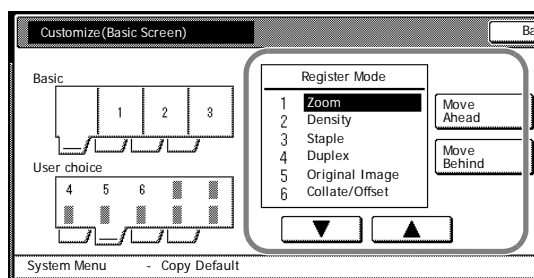 Customize(Basic Screen)
Ba
Basic
1 2 3
User choice
4 5 6
Register Mode
1 Zoom
2 Density
3 Staple
4 Duplex
5 Original Image
6 Collate/Offset
Move
Ahead
Move
Behind
System Menu - Copy Default